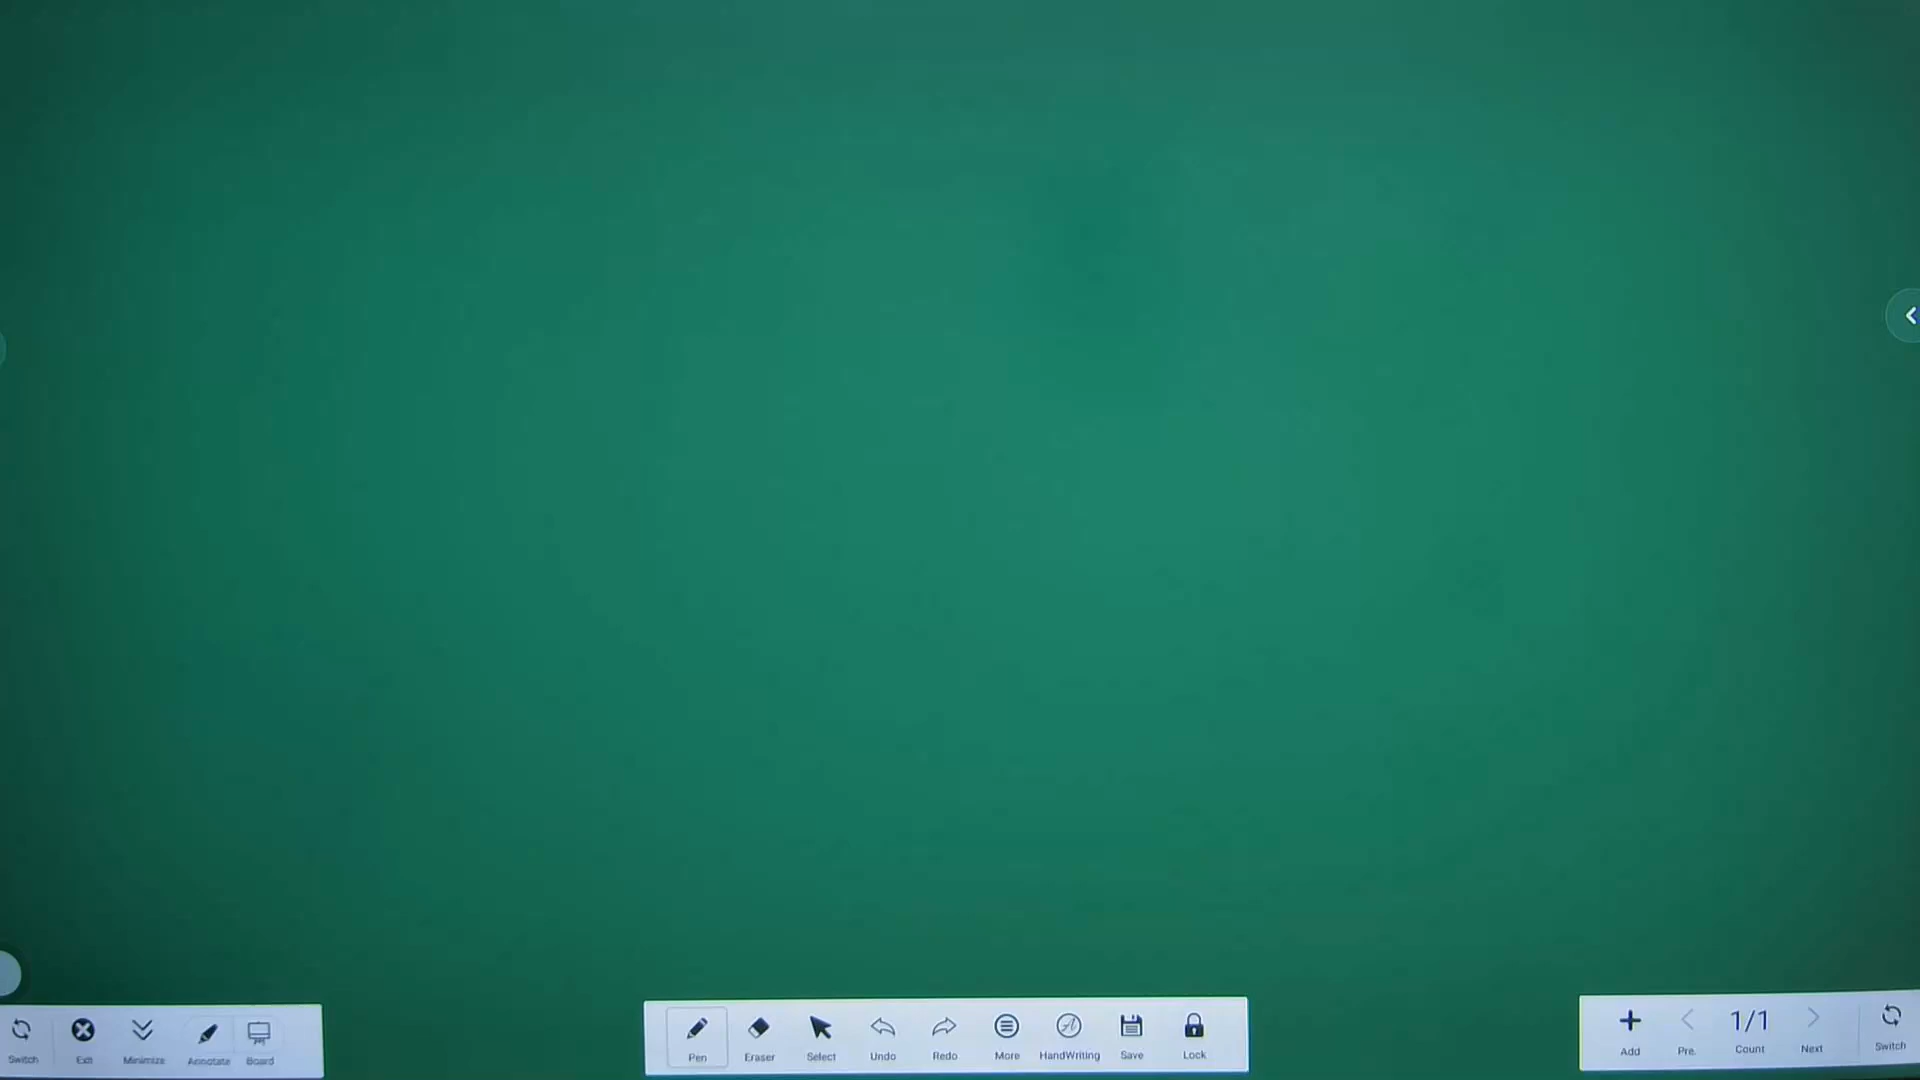 Switch Exit Minimize Annotate Board
Pen Eraser Select Undo Redo More HandWriting Save Lock
1/1
Add Pre. Count Next Switch